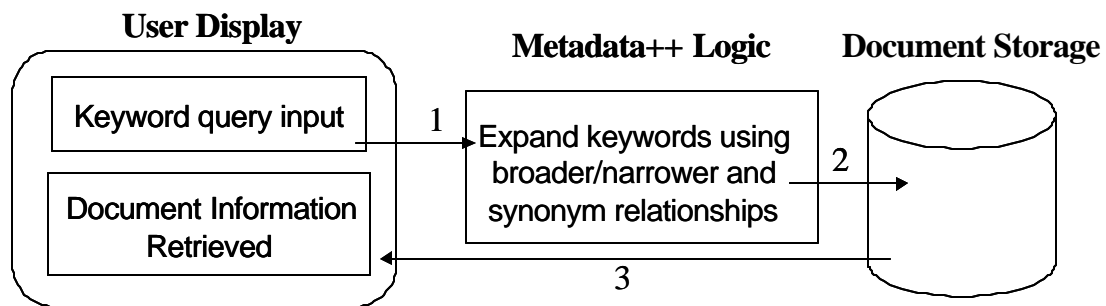 User Display
Metadata++ Logic
Document Storage
Keyword query input
1
Expand keywords using
broader/narrower and
synonym relationships
2
Document Information
Retrieved
3